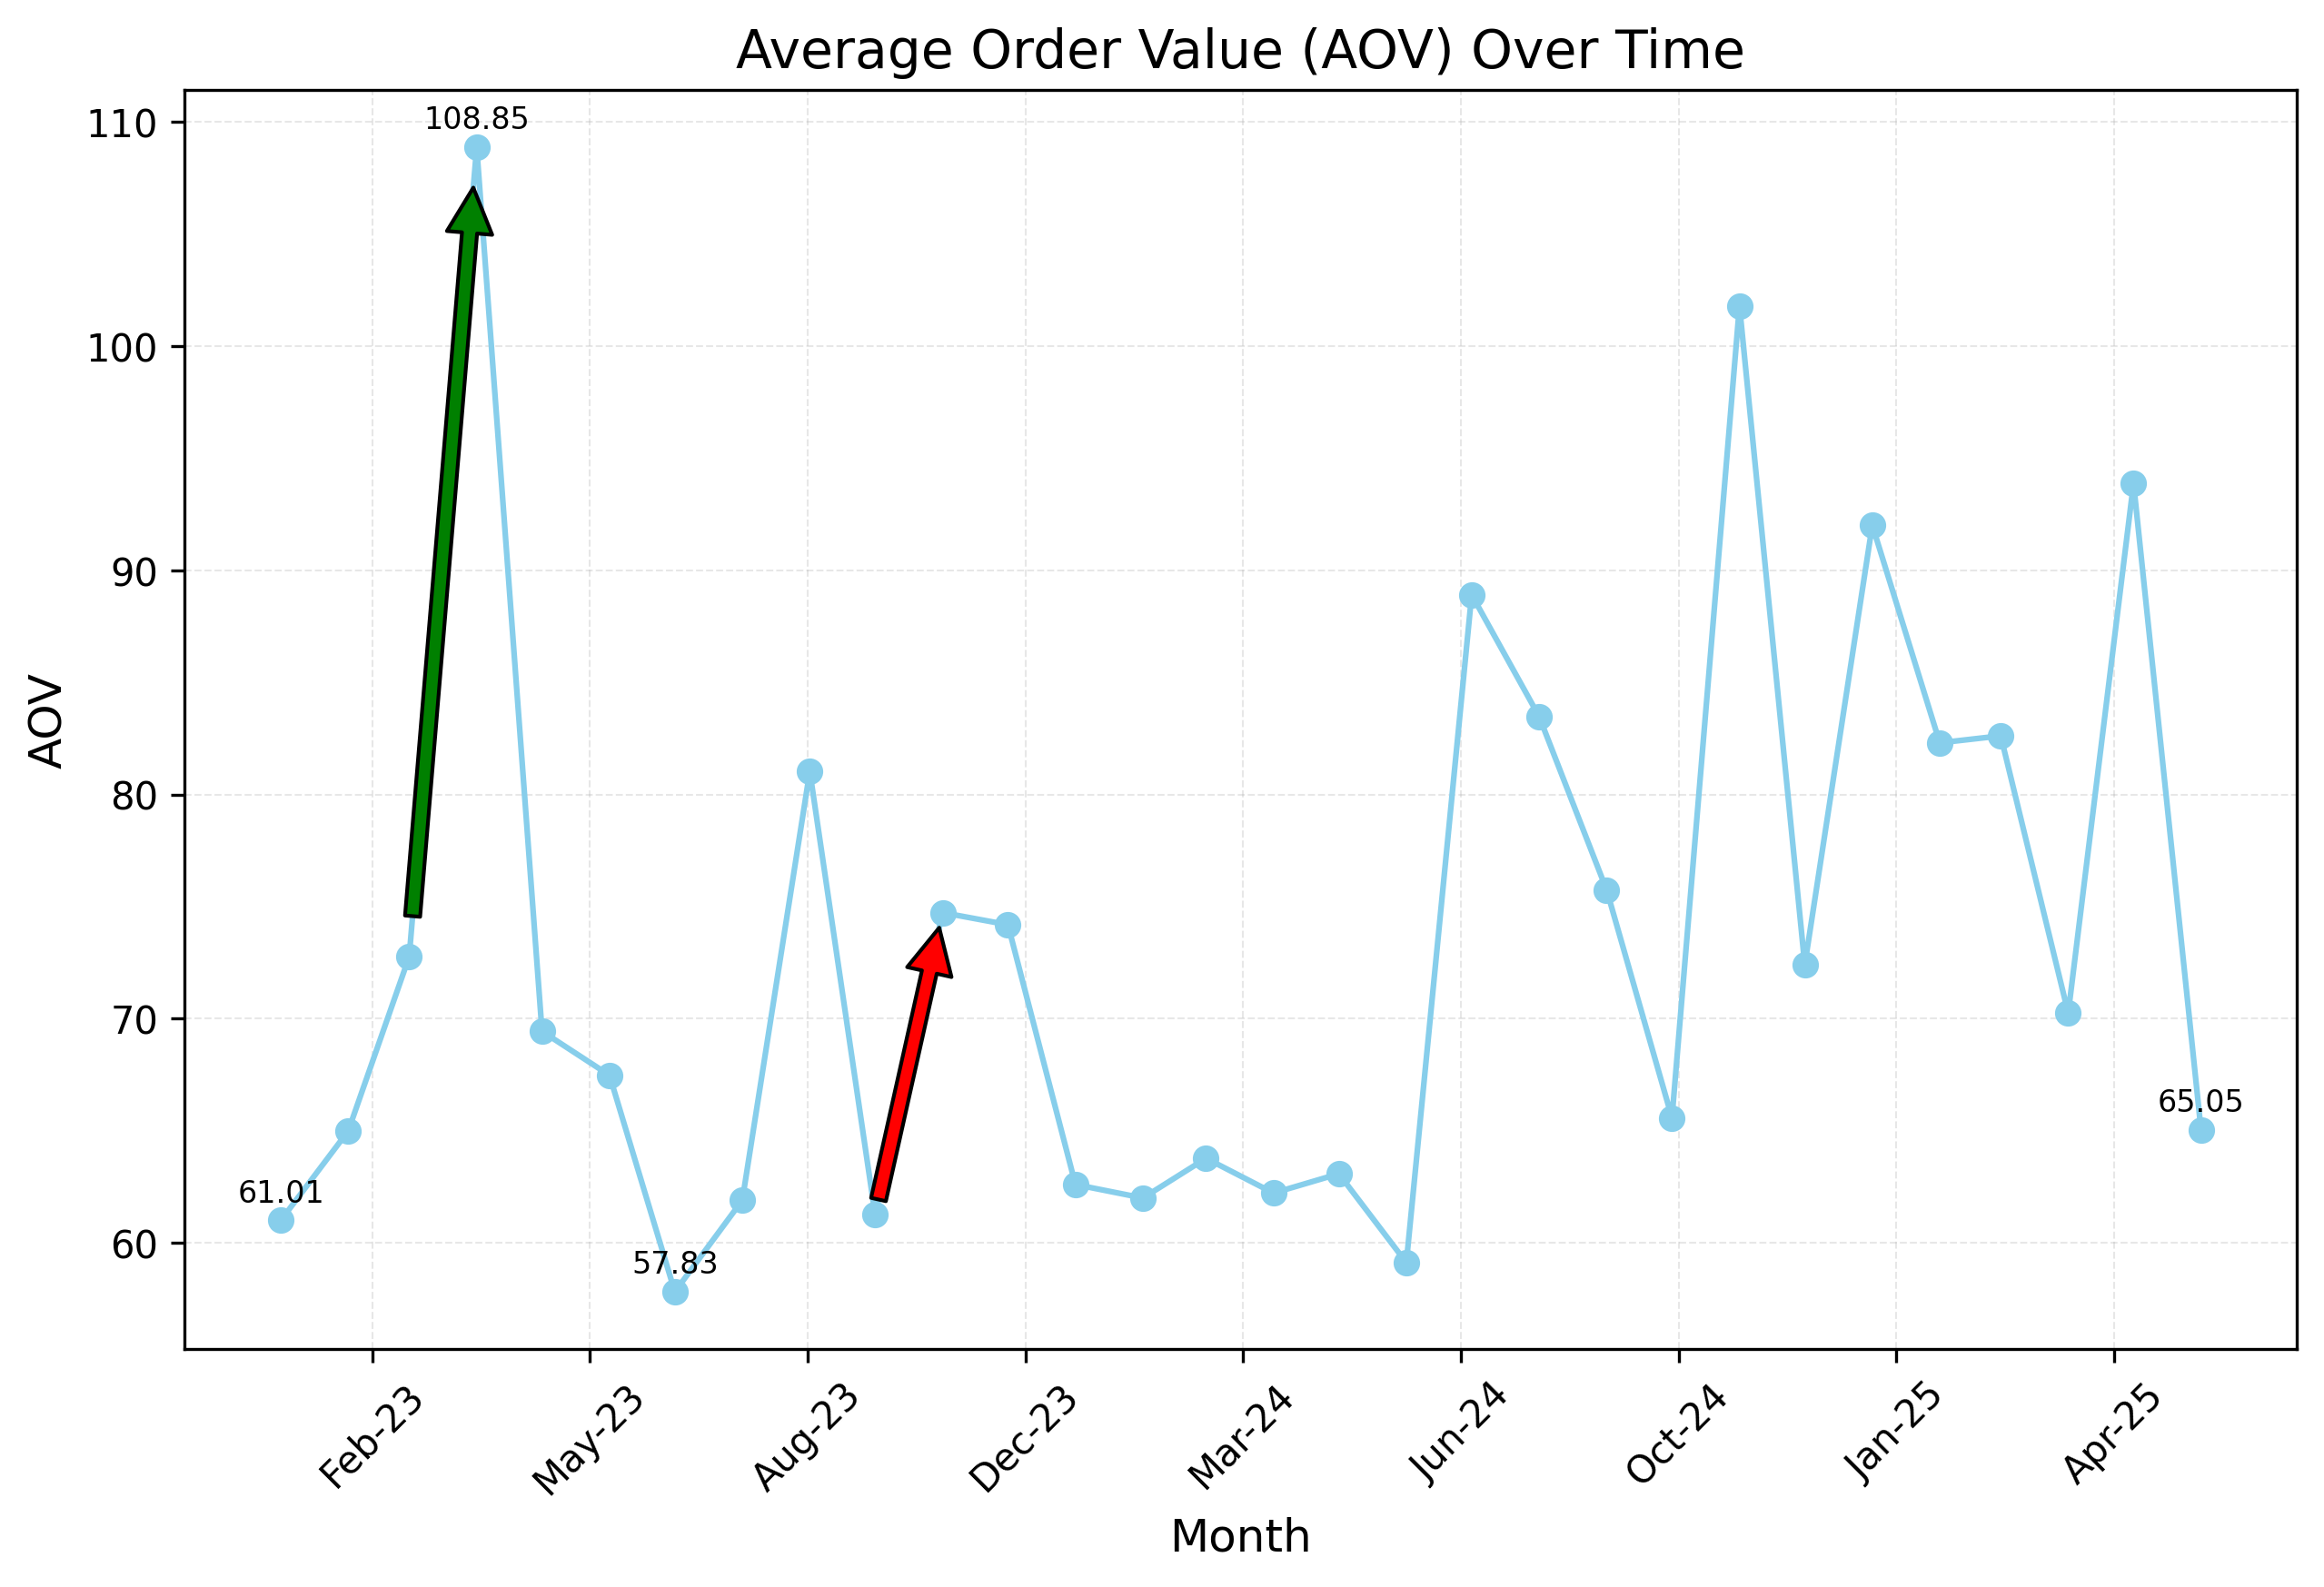 Average Order Value (AOV) Over Time
AOV
110
100
90
80
70
60
108.85
61.01
57.83
65.05
Feb-23
May-23
Aug-23
Dec-23
Mar-24
Jun-24
Oct-24
Jan-25
Apr-25
Month